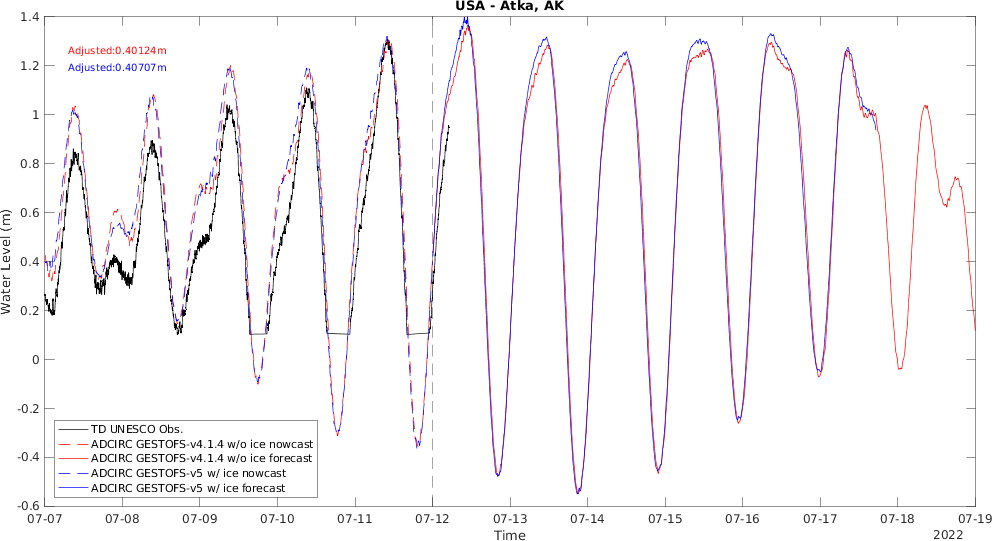 USA - Atka, AK
1.4
Adjusted:0.40124m
1.2
Adjusted:0.40707m
1
0.8
0.6
Water Level (m)
0.4
0.2
0
-0.2
TD UNESCO Obs.
ADCIRC GESTOFS-v4.1.4 w/o ice nowcast
-0.4
ADCIRC GESTOFS-v4.1.4 w/o ice forecast
ADCIRC GESTOFS-v5 w/ ice nowcast
ADCIRC GESTOFS-v5 w/ ice forecast
-0.6
07-07 07-08 07-09 07-10 07-11 07-12 07-13 07-14 07-15 07-16 07-17 07-18 07-19
Time
2022